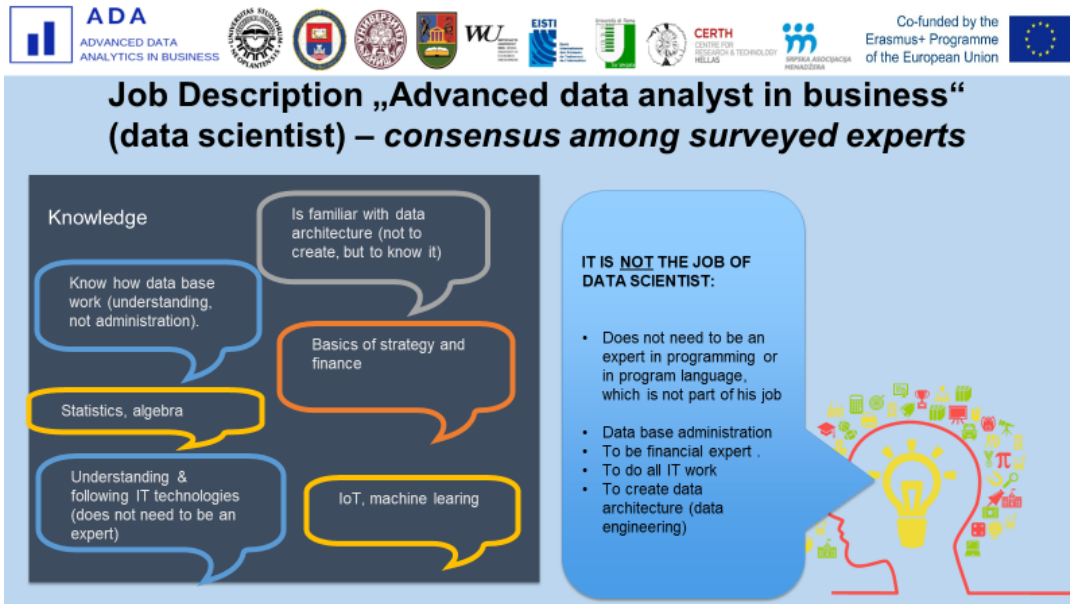 ADA
ADVANCED DATA
ANALYTICS IN BUSINESS
WU
EISTI
CERTH
CENTRE FOR
RESEARCH & TECHNOLOGY
HELLAS
SRPSKA ASOCIJACIJA
MENADŽERA
Co-funded by the
Erasmus+ Programme
of the European Union
Job Description „Advanced data analyst in business“
(data scientist) – consensus among surveyed experts
Knowledge
Is familiar with data
architecture (not to
create, but to know it)
Know how data base
work (understanding,
not administration).
Basics of strategy and
finance
Statistics, algebra
Understanding &
following IT technologies
(does not need to be an
expert)
IoT, machine learing
IT IS NOT THE JOB OF
DATA SCIENTIST:
• Does not need to be an
expert in programming or
in program language,
which is not part of his job
• Data base administration
• To be financial expert .
• To do all IT work
• To create data
architecture (data
engineering)